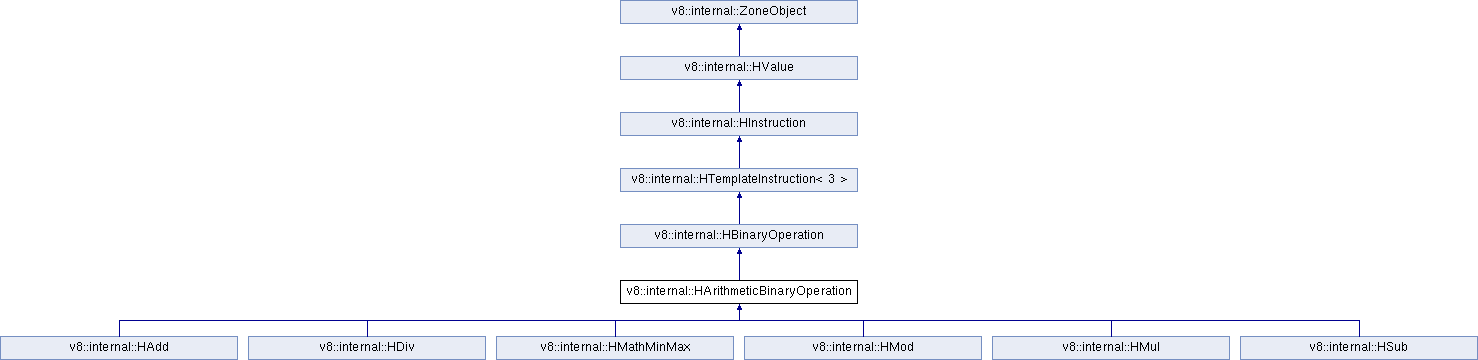 v8::internal::ZoneObject
v8::internal::HValue
v8::internal::HInstruction
v8::internal::HTemplateInstruction< 3 >
v8::internal::HBinaryOperation
v8::internal::HArithmeticBinaryOperation
v8::internal::HAdd
v8::internal::HDiv
v8::internal::HMathMinMax
v8::internal::HMod
v8::internal::HMul
v8::internal::HSub